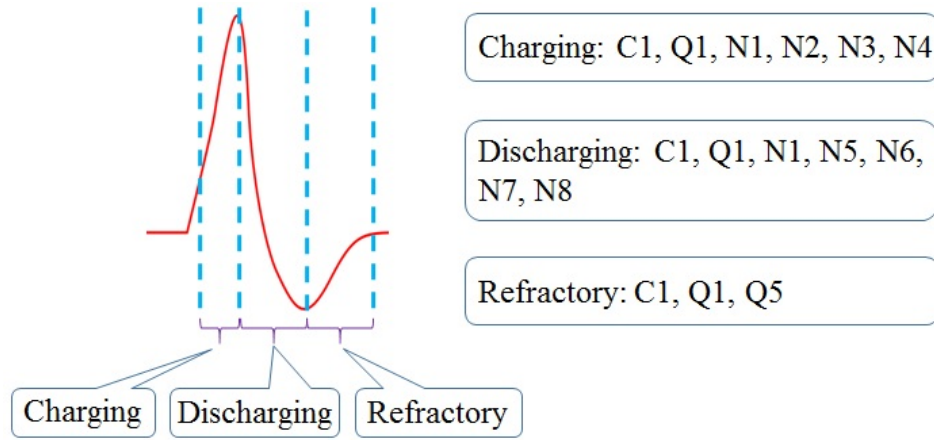 Charging: C1, Q1, N1, N2, N3, N4
Discharging: C1, Q1, N1, N5, N6,
N7, N8
Refractory: C1, Q1, Q5
Charging
Discharging
Refractory